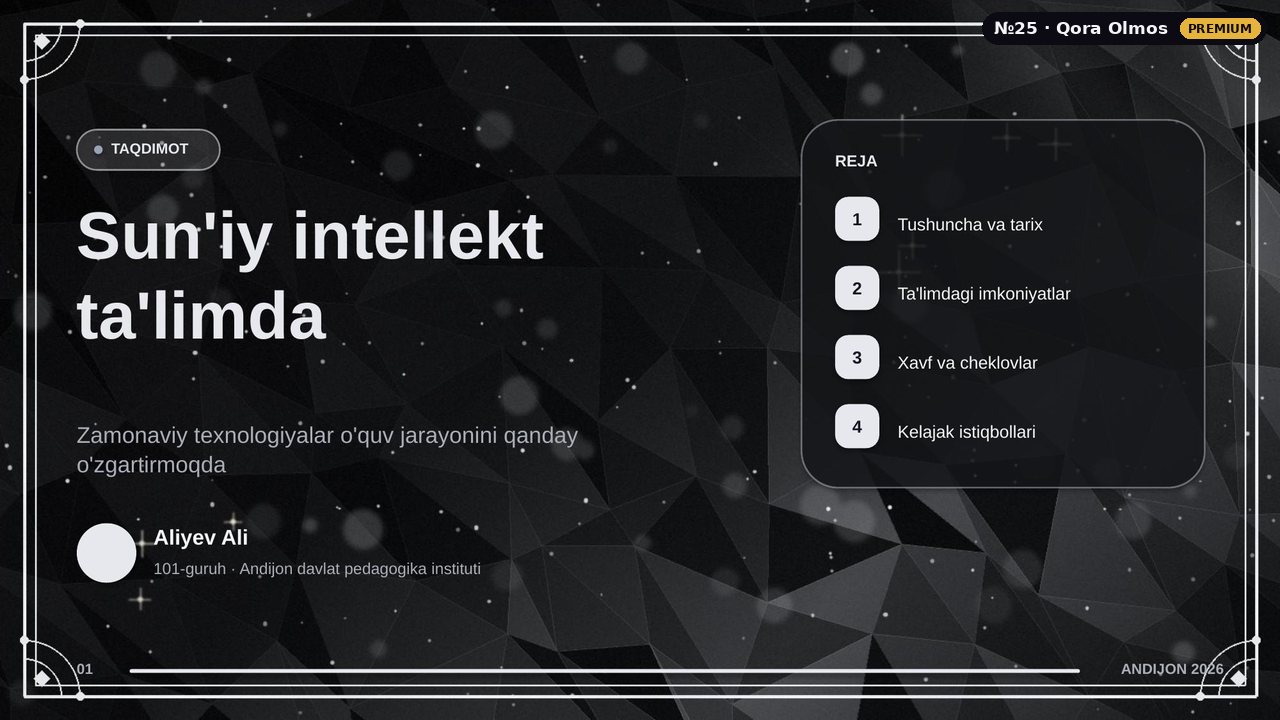 №25 · Qora Olmos PREMIUM
TAQDIMOT
Sun'iy intellekt
ta'limda
Zamonaviy texnologiyalar o'quv jarayonini qanday
o'zgartirmoqda
Aliyev Ali
101-guruh · Andijon davlat pedagogika instituti
REJA
1 Tushuncha va tarix
2 Ta'limdagi imkoniyatlar
3 Xavf va cheklovlar
4 Kelajak istiqbollari
01
ANDIJON 2026